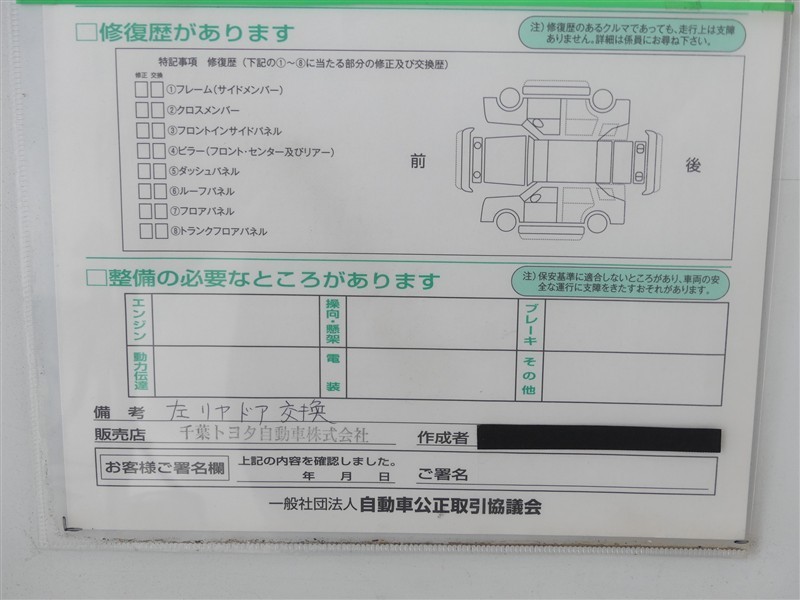 □修復歴があります
注）修復歴のあるクルマであっても、走行上は支障
ありません。詳細は係員にお尋ね下さい。
特記事項 修復歴（下記の①〜⑧に当たる部分の修正及び交換歴）
修正 交換
①フレーム（サイドメンバー）
②クロスメンバー
③フロントインサイドパネル
④ピラー（フロント・センター及びリアー）
⑤ダッシュパネル
⑥ルーフパネル
⑦フロアパネル
⑧トランクフロアパネル
前
後
□整備の必要なところがあります
注）保安基準に適合しないところがあり、車両の安
全な運行に支障をきたすおそれがあります。
エンジン
操向・懸架
ブレーキ
動力伝達
電装
その他
備考 左リヤドア交換
販売店 千葉トヨタ自動車株式会社 作成者
お客様ご署名欄
上記の内容を確認しました。
年 月 日
ご署名
一般社団法人 自動車公正取引協議会